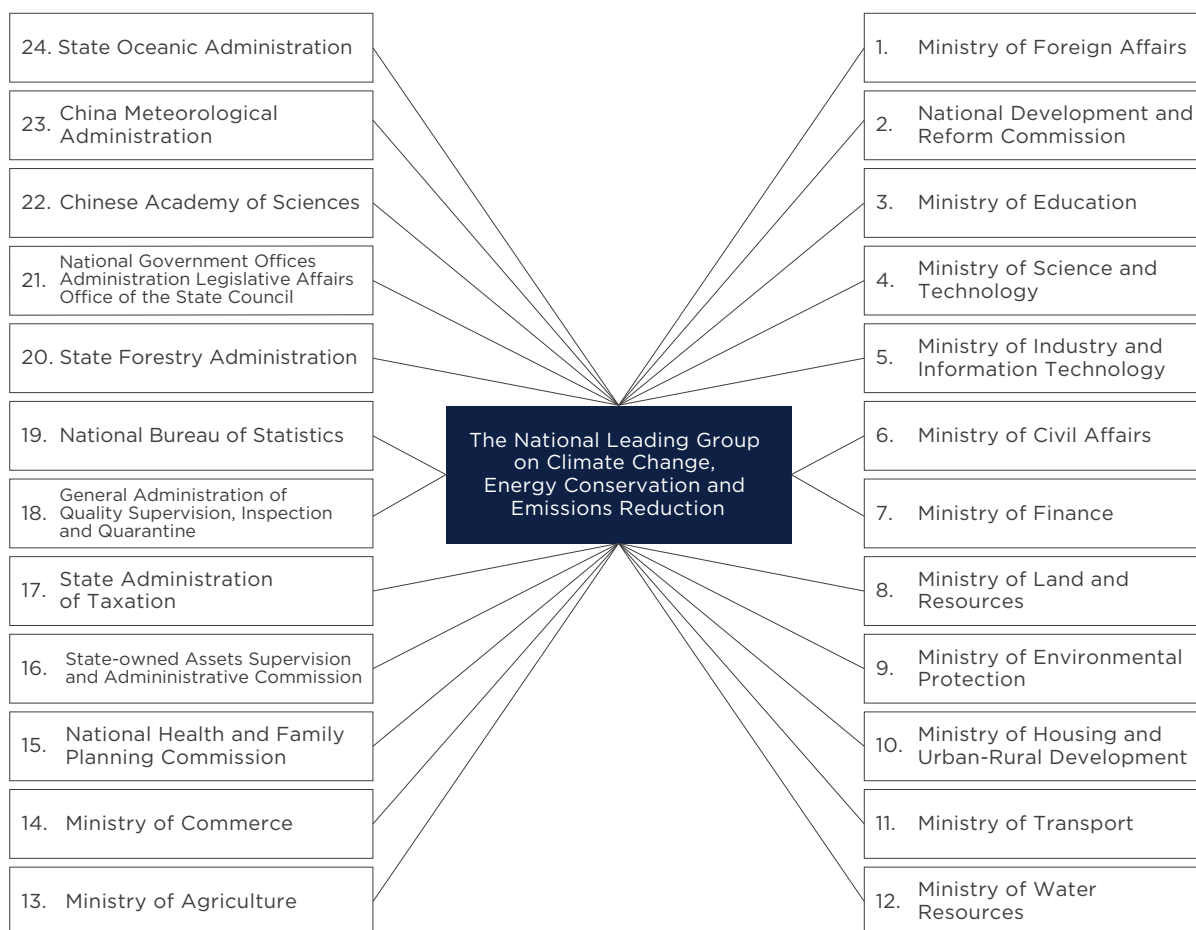 24. State Oceanic Administration
23. China Meteorological
Administration
22. Chinese Academy of Sciences
21. National Government Offices
Administration Legislative Affairs
Office of the State Council
20. State Forestry Administration
19. National Bureau of Statistics
18. General Administration of
Quality Supervision, Inspection
and Quarantine
17. State Administration
of Taxation
16. State-owned Assets Supervision
and Admininistrative Commission
15. National Health and Family
Planning Commission
14. Ministry of Commerce
13. Ministry of Agriculture
The National Leading Group
on Climate Change,
Energy Conservation and
Emissions Reduction
1. Ministry of Foreign Affairs
2. National Development and
Reform Commission
3. Ministry of Education
4. Ministry of Science and
Technology
5. Ministry of Industry and
Information Technology
6. Ministry of Civil Affairs
7. Ministry of Finance
8. Ministry of Land and
Resources
9. Ministry of Environmental
Protection
10. Ministry of Housing and
Urban-Rural Development
11. Ministry of Transport
12. Ministry of Water
Resources